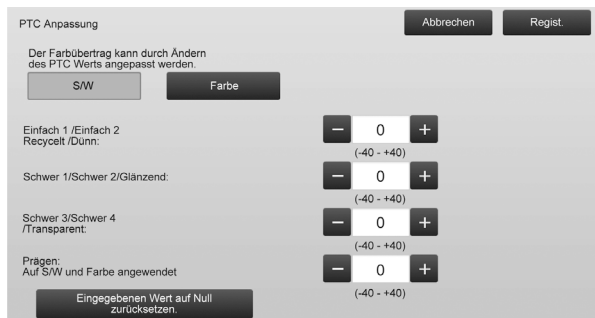 PTC Anpassung
Abbrechen
Regist.
Der Farbübertrag kann durch Ändern
des PTC Werts angepasst werden.
S/W
Farbe
Einfach 1 /Einfach 2
Recycelt /Dünn:
− 0 +
(-40 - +40)
Schwer 1/Schwer 2/Glänzend:
− 0 +
(-40 - +40)
Schwer 3/Schwer 4
/Transparent:
− 0 +
(-40 - +40)
Prägen:
Auf S/W und Farbe angewendet
− 0 +
(-40 - +40)
Eingegebenen Wert auf Null
zurücksetzen.